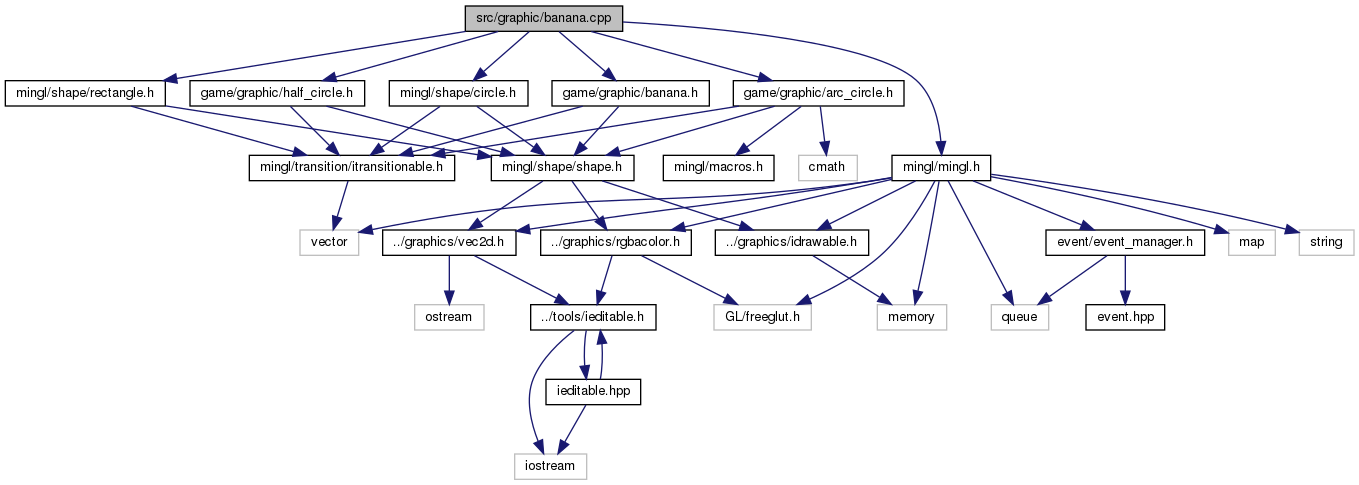 src/graphic/banana.cpp
mingl/shape/rectangle.h
game/graphic/half_circle.h
mingl/shape/circle.h
game/graphic/banana.h
game/graphic/arc_circle.h
mingl/transition/itransitionable.h
mingl/shape/shape.h
mingl/macros.h
cmath
mingl/mingl.h
vector
../graphics/vec2d.h
../graphics/rgbacolor.h
../graphics/idrawable.h
event/event_manager.h
map
string
ostream
../tools/ieditable.h
GL/freeglut.h
memory
queue
event.hpp
ieditable.hpp
iostream